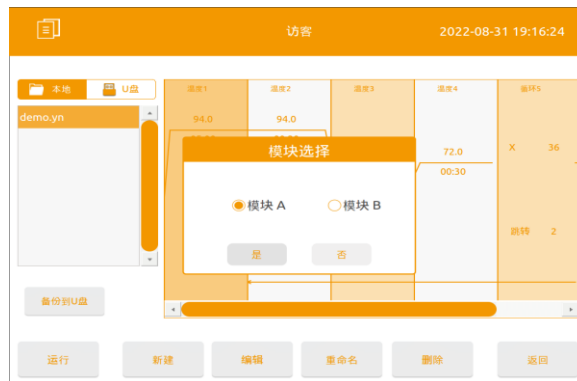 访客
2022-08-31 19:16:24
本地
U盘
demo.yn
温度1
温度2
温度3
温度4
循环5
94.0
94.0
72.0
00:30
X 36
跳转 2
模块选择
模块 A
模块 B
是
否
备份到U盘
运行
新建
编辑
重命名
删除
返回